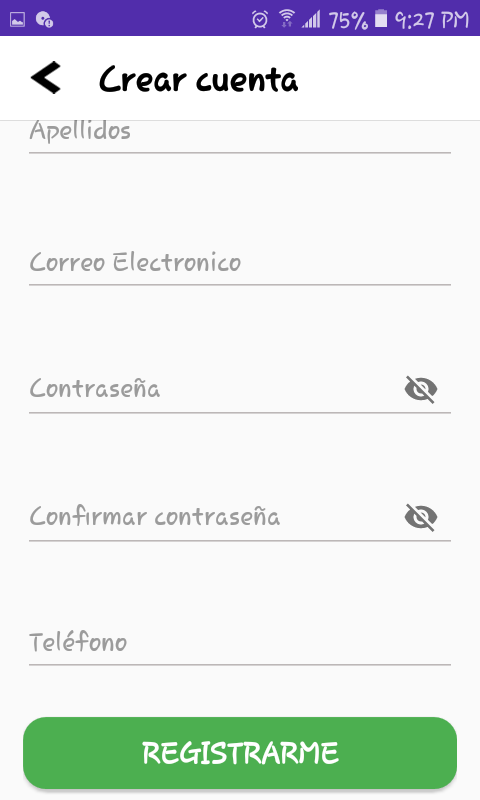 75% 9:27 PM
Crear cuenta
Apellidos
Correo Electronico
Contraseña
Confirmar contraseña
Teléfono
REGISTRARME